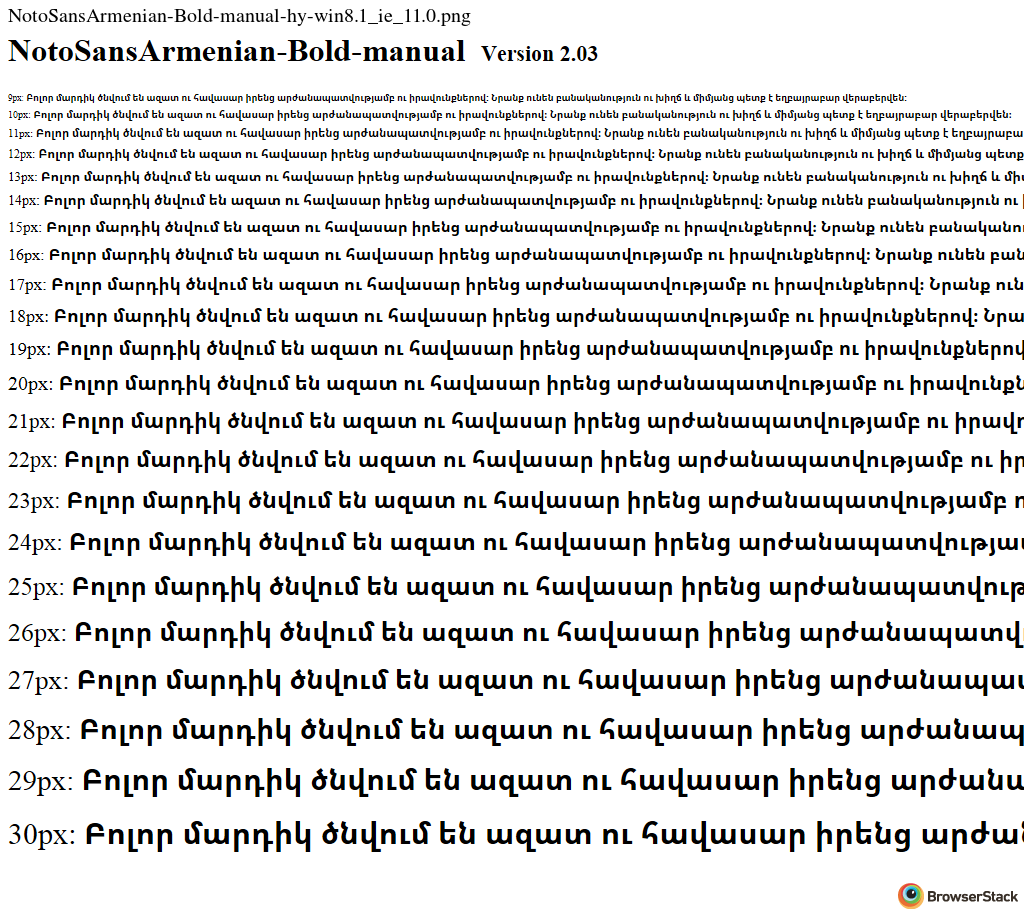 NotoSansArmenian-Bold-manual-hy-win8.1_ie_11.0.png
NotoSansArmenian-Bold-manual Version 2.03
9px: Բոլոր մարդիկ ծնվում են ազատ ու հավասար իրենց արժանապատվությամբ ու իրավունքներով: Նրանք ունեն բանականություն ու խիղճ և միմյանց պետք է եղբայրաբար վերաբերվեն:
10px: Բոլոր մարդիկ ծնվում են ազատ ու հավասար իրենց արժանապատվությամբ ու իրավունքներով: Նրանք ունեն բանականություն ու խիղճ և միմյանց պետք է եղբայրաբար վերաբերվեն:
11px: Բոլոր մարդիկ ծնվում են ազատ ու հավասար իրենց արժանապատվությամբ ու իրավունքներով: Նրանք ունեն բանականություն ու խիղճ և միմյանց պետք է եղբայրաբա
12px: Բոլոր մարդիկ ծնվում են ազատ ու հավասար իրենց արժանապատվությամբ ու իրավունքներով: Նրանք ունեն բանականություն ու խիղճ և միմյանց պետք
13px: Բոլոր մարդիկ ծնվում են ազատ ու հավասար իրենց արժանապատվությամբ ու իրավունքներով: Նրանք ունեն բանականություն ու խիղճ և մի
14px: Բոլոր մարդիկ ծնվում են ազատ ու հավասար իրենց արժանապատվությամբ ու իրավունքներով: Նրանք ունեն բանականություն ու
15px: Բոլոր մարդիկ ծնվում են ազատ ու հավասար իրենց արժանապատվությամբ ու իրավունքներով: Նրանք ունեն բանականո
16px: Բոլոր մարդիկ ծնվում են ազատ ու հավասար իրենց արժանապատվությամբ ու իրավունքներով: Նրանք ունեն բան
17px: Բոլոր մարդիկ ծնվում են ազատ ու հավասար իրենց արժանապատվությամբ ու իրավունքներով: Նրանք ուն
18px: Բոլոր մարդիկ ծնվում են ազատ ու հավասար իրենց արժանապատվությամբ ու իրավունքներով: Նրա
19px: Բոլոր մարդիկ ծնվում են ազատ ու հավասար իրենց արժանապատվությամբ ու իրավունքներով
20px: Բոլոր մարդիկ ծնվում են ազատ ու հավասար իրենց արժանապատվությամբ ու իրավունքն
21px: Բոլոր մարդիկ ծնվում են ազատ ու հավասար իրենց արժանապատվությամբ ու իրավո
22px: Բոլոր մարդիկ ծնվում են ազատ ու հավասար իրենց արժանապատվությամբ ու իր
23px: Բոլոր մարդիկ ծնվում են ազատ ու հավասար իրենց արժանապատվությամբ ո
24px: Բոլոր մարդիկ ծնվում են ազատ ու հավասար իրենց արժանապատվությա
25px: Բոլոր մարդիկ ծնվում են ազատ ու հավասար իրենց արժանապատվութ
26px: Բոլոր մարդիկ ծնվում են ազատ ու հավասար իրենց արժանապատվ
27px: Բոլոր մարդիկ ծնվում են ազատ ու հավասար իրենց արժանապա
28px: Բոլոր մարդիկ ծնվում են ազատ ու հավասար իրենց արժանապ
29px: Բոլոր մարդիկ ծնվում են ազատ ու հավասար իրենց արժանա
30px: Բոլոր մարդիկ ծնվում են ազատ ու հավասար իրենց արժա
BrowserStack